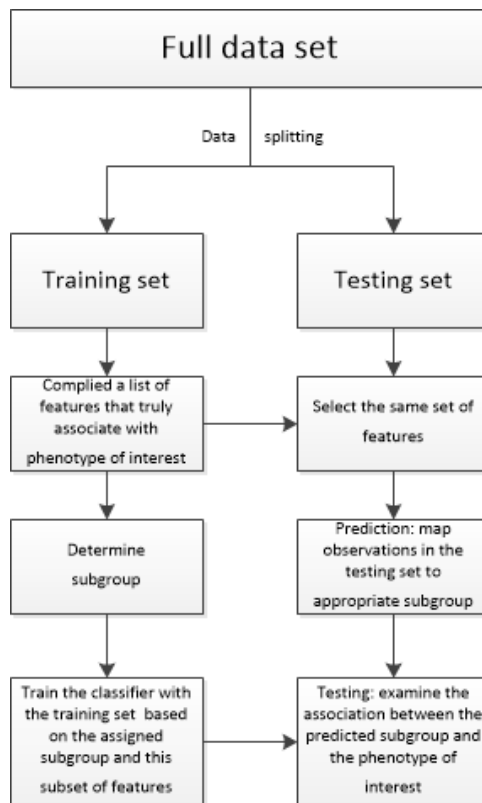 Full data set
Data splitting
Training set
Testing set
Complied a list of
features that truly
associate with
phenotype of interest
Select the same set of
features
Determine
subgroup
Prediction: map
observations in the
testing set to
appropriate subgroup
Train the classifier with
the training set based
on the assigned
subgroup and this
subset of features
Testing: examine the
association between the
predicted subgroup and
the phenotype of
interest